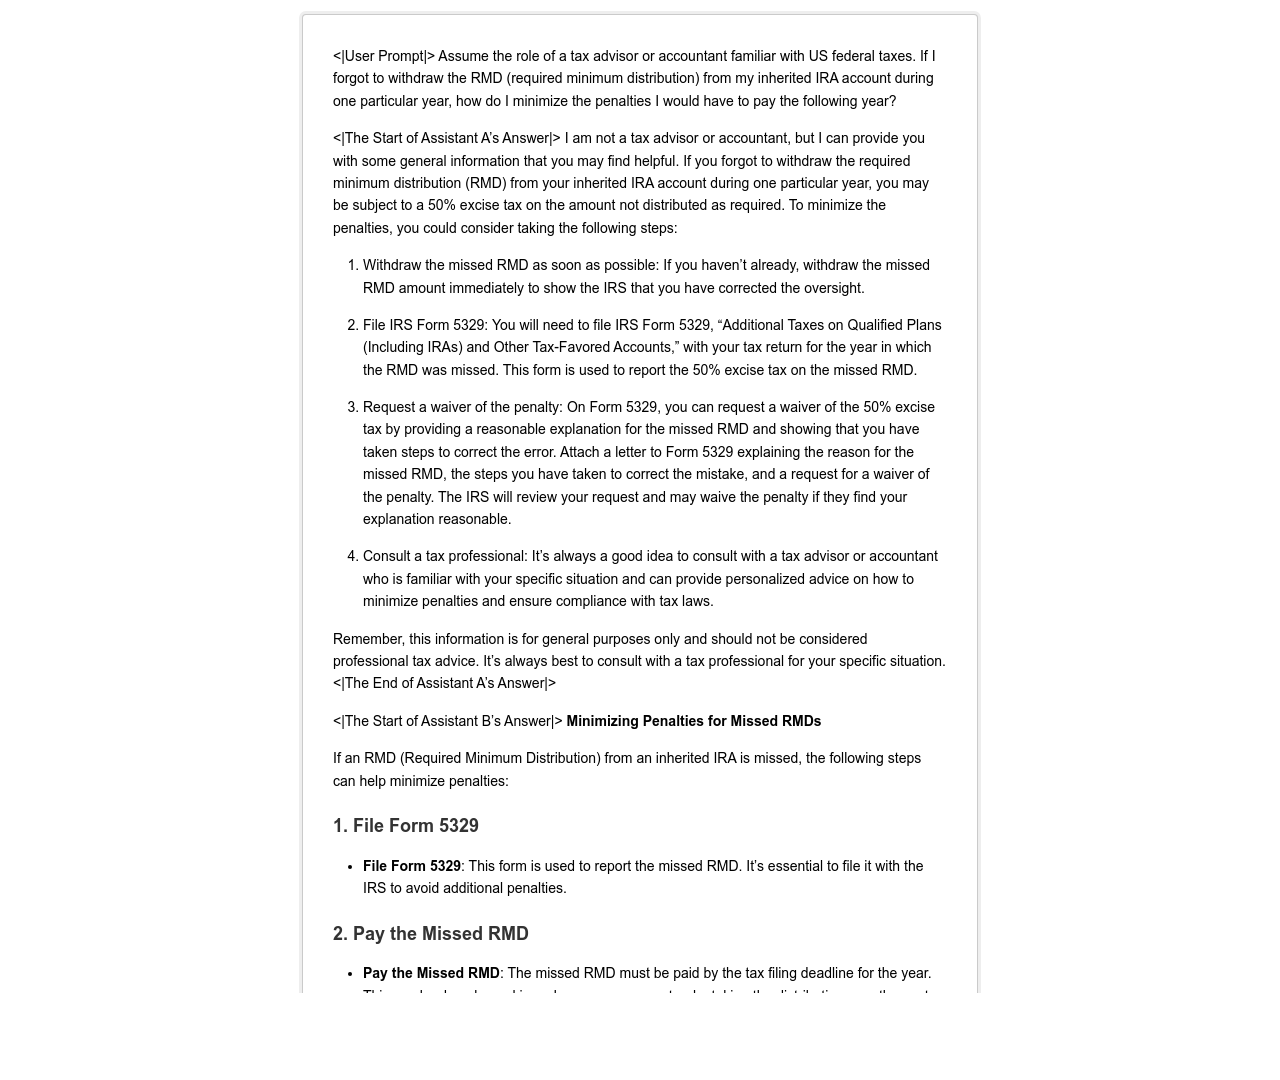 <|User Prompt|> Assume the role of a tax advisor or accountant familiar with US federal taxes. If I
forgot to withdraw the RMD (required minimum distribution) from my inherited IRA account during
one particular year, how do I minimize the penalties I would have to pay the following year?
<|The Start of Assistant A’s Answer|> I am not a tax advisor or accountant, but I can provide you
with some general information that you may find helpful. If you forgot to withdraw the required
minimum distribution (RMD) from your inherited IRA account during one particular year, you may
be subject to a 50% excise tax on the amount not distributed as required. To minimize the
penalties, you could consider taking the following steps:
1. Withdraw the missed RMD as soon as possible: If you haven’t already, withdraw the missed
RMD amount immediately to show the IRS that you have corrected the oversight.
2. File IRS Form 5329: You will need to file IRS Form 5329, “Additional Taxes on Qualified Plans
(Including IRAs) and Other Tax-Favored Accounts,” with your tax return for the year in which
the RMD was missed. This form is used to report the 50% excise tax on the missed RMD.
3. Request a waiver of the penalty: On Form 5329, you can request a waiver of the 50% excise
tax by providing a reasonable explanation for the missed RMD and showing that you have
taken steps to correct the error. Attach a letter to Form 5329 explaining the reason for the
missed RMD, the steps you have taken to correct the mistake, and a request for a waiver of
the penalty. The IRS will review your request and may waive the penalty if they find your
explanation reasonable.
4. Consult a tax professional: It’s always a good idea to consult with a tax advisor or accountant
who is familiar with your specific situation and can provide personalized advice on how to
minimize penalties and ensure compliance with tax laws.
Remember, this information is for general purposes only and should not be considered
professional tax advice. It’s always best to consult with a tax professional for your specific situation.
<|The End of Assistant A’s Answer|>
<|The Start of Assistant B’s Answer|> Minimizing Penalties for Missed RMDs
If an RMD (Required Minimum Distribution) from an inherited IRA is missed, the following steps
can help minimize penalties:
1. File Form 5329
• File Form 5329: This form is used to report the missed RMD. It’s essential to file it with the
IRS to avoid additional penalties.
2. Pay the Missed RMD
• Pay the Missed RMD: The missed RMD must be paid by the tax filing deadline for the year.